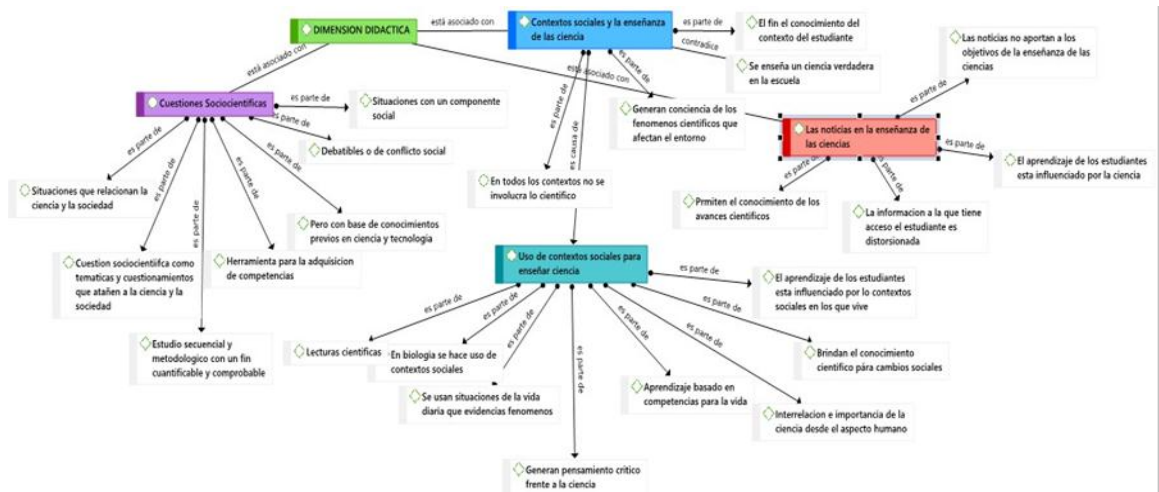 DIMENSION DIDACTICA
está asociado con
Contextos sociales y la enseñanza
de las ciencia
es parte de
El fin el conocimiento del
contexto del estudiante
contradica
Se enseña un ciencia verdadera
en la escuela
Las noticias no aportan a los
objetivos de la enseñanza de las
ciencias
está asociado con
está asociado con
es parte de
es parte de
Cuestiones Sociocientificas
es parte de
Situaciones con un componente
social
es parte de
Debatibles o de conflicto social
Generan conciencia de los
fenomenos cientificos que
afectan el entorno
Las noticias en la enseñanza de
las ciencias
es parte de
El aprendizaje de los estudiantes
esta influenciado por la ciencia
es parte de
es parte de
es parte de
es parte de
es parte de
es parte de
es causa de
es parte de
es parte de
Situaciones que relacionan la
ciencia y la sociedad
En todos los contextos no se
involucra lo cientifico
Prmiten el conocimiento de los
avances cientificos
La informacion a la que tiene
acceso el estudiante es
distorsionada
Pero con base de conocimientos
previos en ciencia y tecnologia
Cuestion sociocientiifca como
tematicas y cuestionamientos
que atañen a la ciencia y la
sociedad
Herramienta para la adquisicion
de competencias
Uso de contextos sociales para
enseñar ciencia
es parte de
El aprendizaje de los estudiantes
esta influenciado por lo contextos
sociales en los que vive
es parte de
es parte de
es parte de
es parte de
es parte de
es parte de
es parte de
Estudio secuencial y
metodologico con un fin
cuantificable y comprobable
Lecturas cientificas
En biologia se hace uso de
contextos sociales
Brindan el conocimiento
cientifico pára cambios sociales
Se usan situaciones de la vida
diaria que evidencias fenomenos
Aprendizaje basado en
competencias para la vida
Interrelacion e importancia de la
ciencia desde el aspecto humano
Generan pensamiento critico
frente a la ciencia